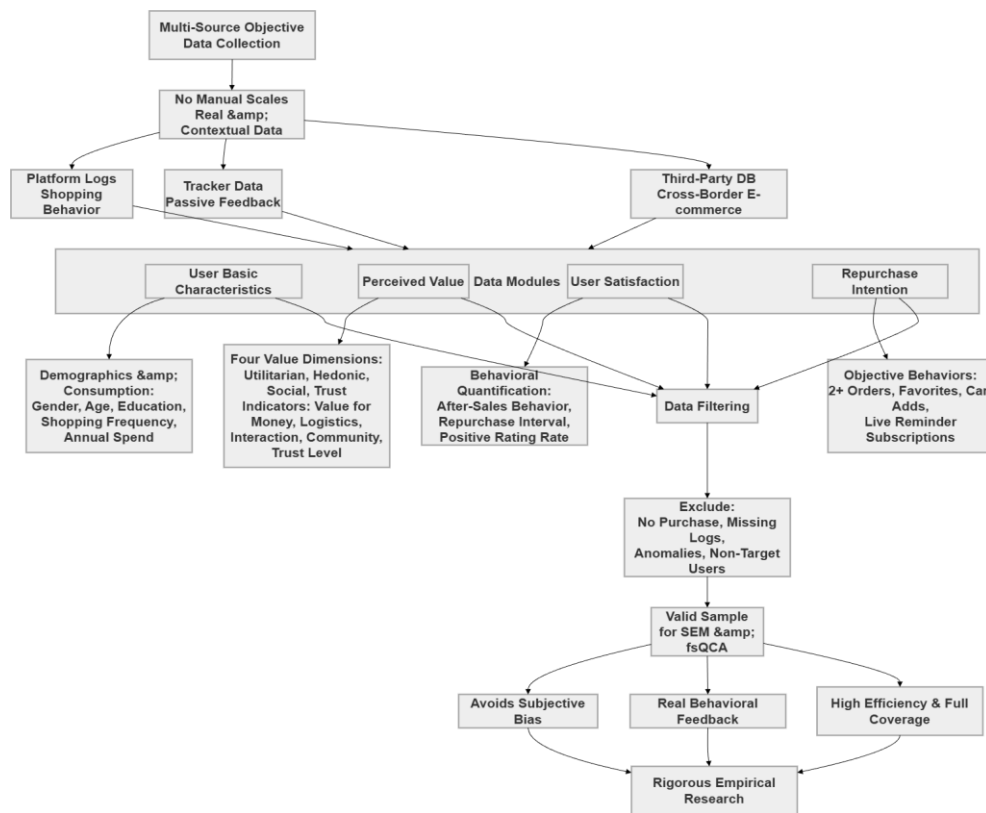 Multi-Source Objective
Data Collection
No Manual Scales
Real &amp;
Contextual Data
Platform Logs
Shopping
Behavior
Tracker Data
Passive Feedback
Third-Party DB
Cross-Border E-
commerce
User Basic
Characteristics
Perceived Value
Data Modules
User Satisfaction
Repurchase
Intention
Demographics &amp;
Consumption:
Gender, Age, Education,
Shopping Frequency,
Annual Spend
Four Value Dimensions:
Utilitarian, Hedonic,
Social, Trust
Indicators: Value for
Money, Logistics,
Interaction, Community,
Trust Level
Behavioral
Quantification:
After-Sales Behavior,
Repurchase Interval,
Positive Rating Rate
Data Filtering
Objective Behaviors:
2+ Orders, Favorites, Car
Adds,
Live Reminder
Subscriptions
Exclude:
No Purchase, Missing
Logs,
Anomalies, Non-Target
Users
Valid Sample
for SEM &amp;
fsQCA
Avoids Subjective
Bias
Real Behavioral
Feedback
High Efficiency & Full
Coverage
Rigorous Empirical
Research